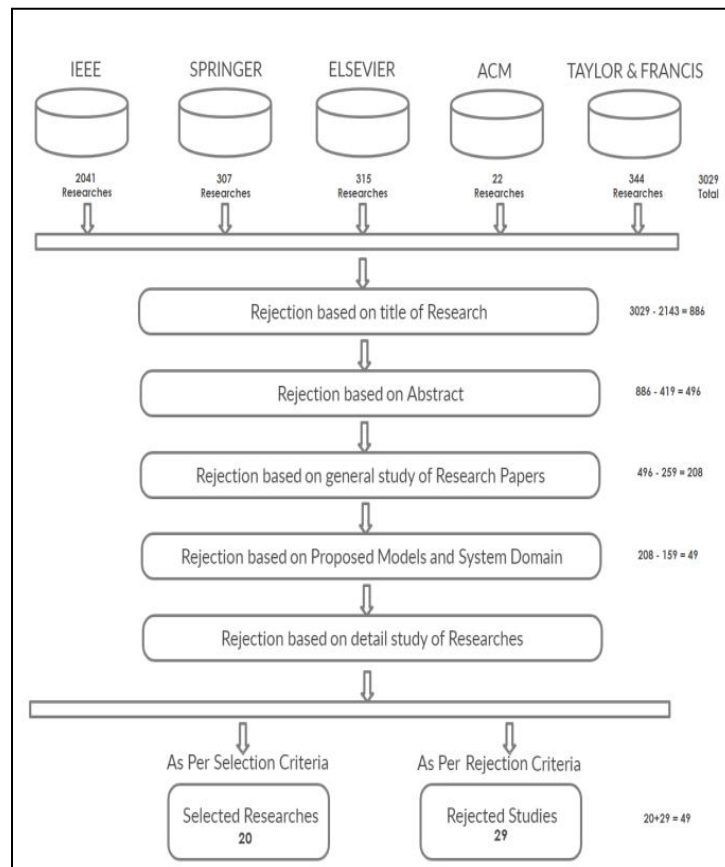 IEEE
SPRINGER
ELSEVIER
ACM
TAYLOR & FRANCIS
2041
Researches
307
Researches
315
Researches
22
Researches
344
Researches
3029
Total
Rejection based on title of Research
3029 - 2143 = 886
Rejection based on Abstract
886 - 419 = 496
Rejection based on general study of Research Papers
496 - 259 = 208
Rejection based on Proposed Models and System Domain
208 - 159 = 49
Rejection based on detail study of Researches
As Per Selection Criteria
As Per Rejection Criteria
Selected Researches
20
Rejected Studies
29
20+29 = 49